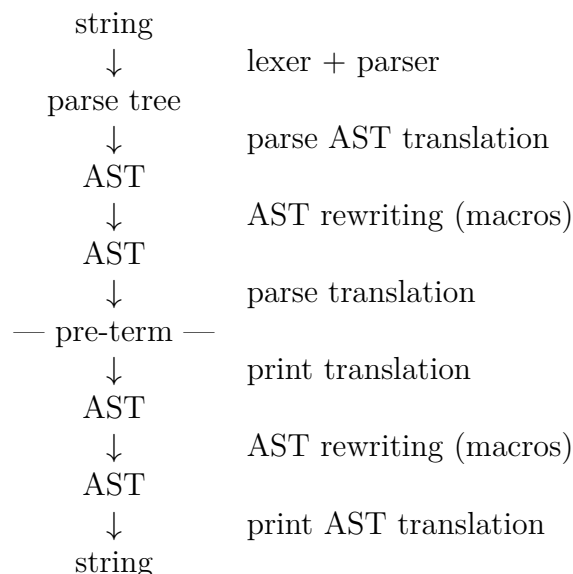 string
↓ lexer + parser
parse tree
↓ parse AST translation
AST
↓ AST rewriting (macros)
AST
↓ parse translation
— pre-term —
↓ print translation
AST
↓ AST rewriting (macros)
AST
↓ print AST translation
string